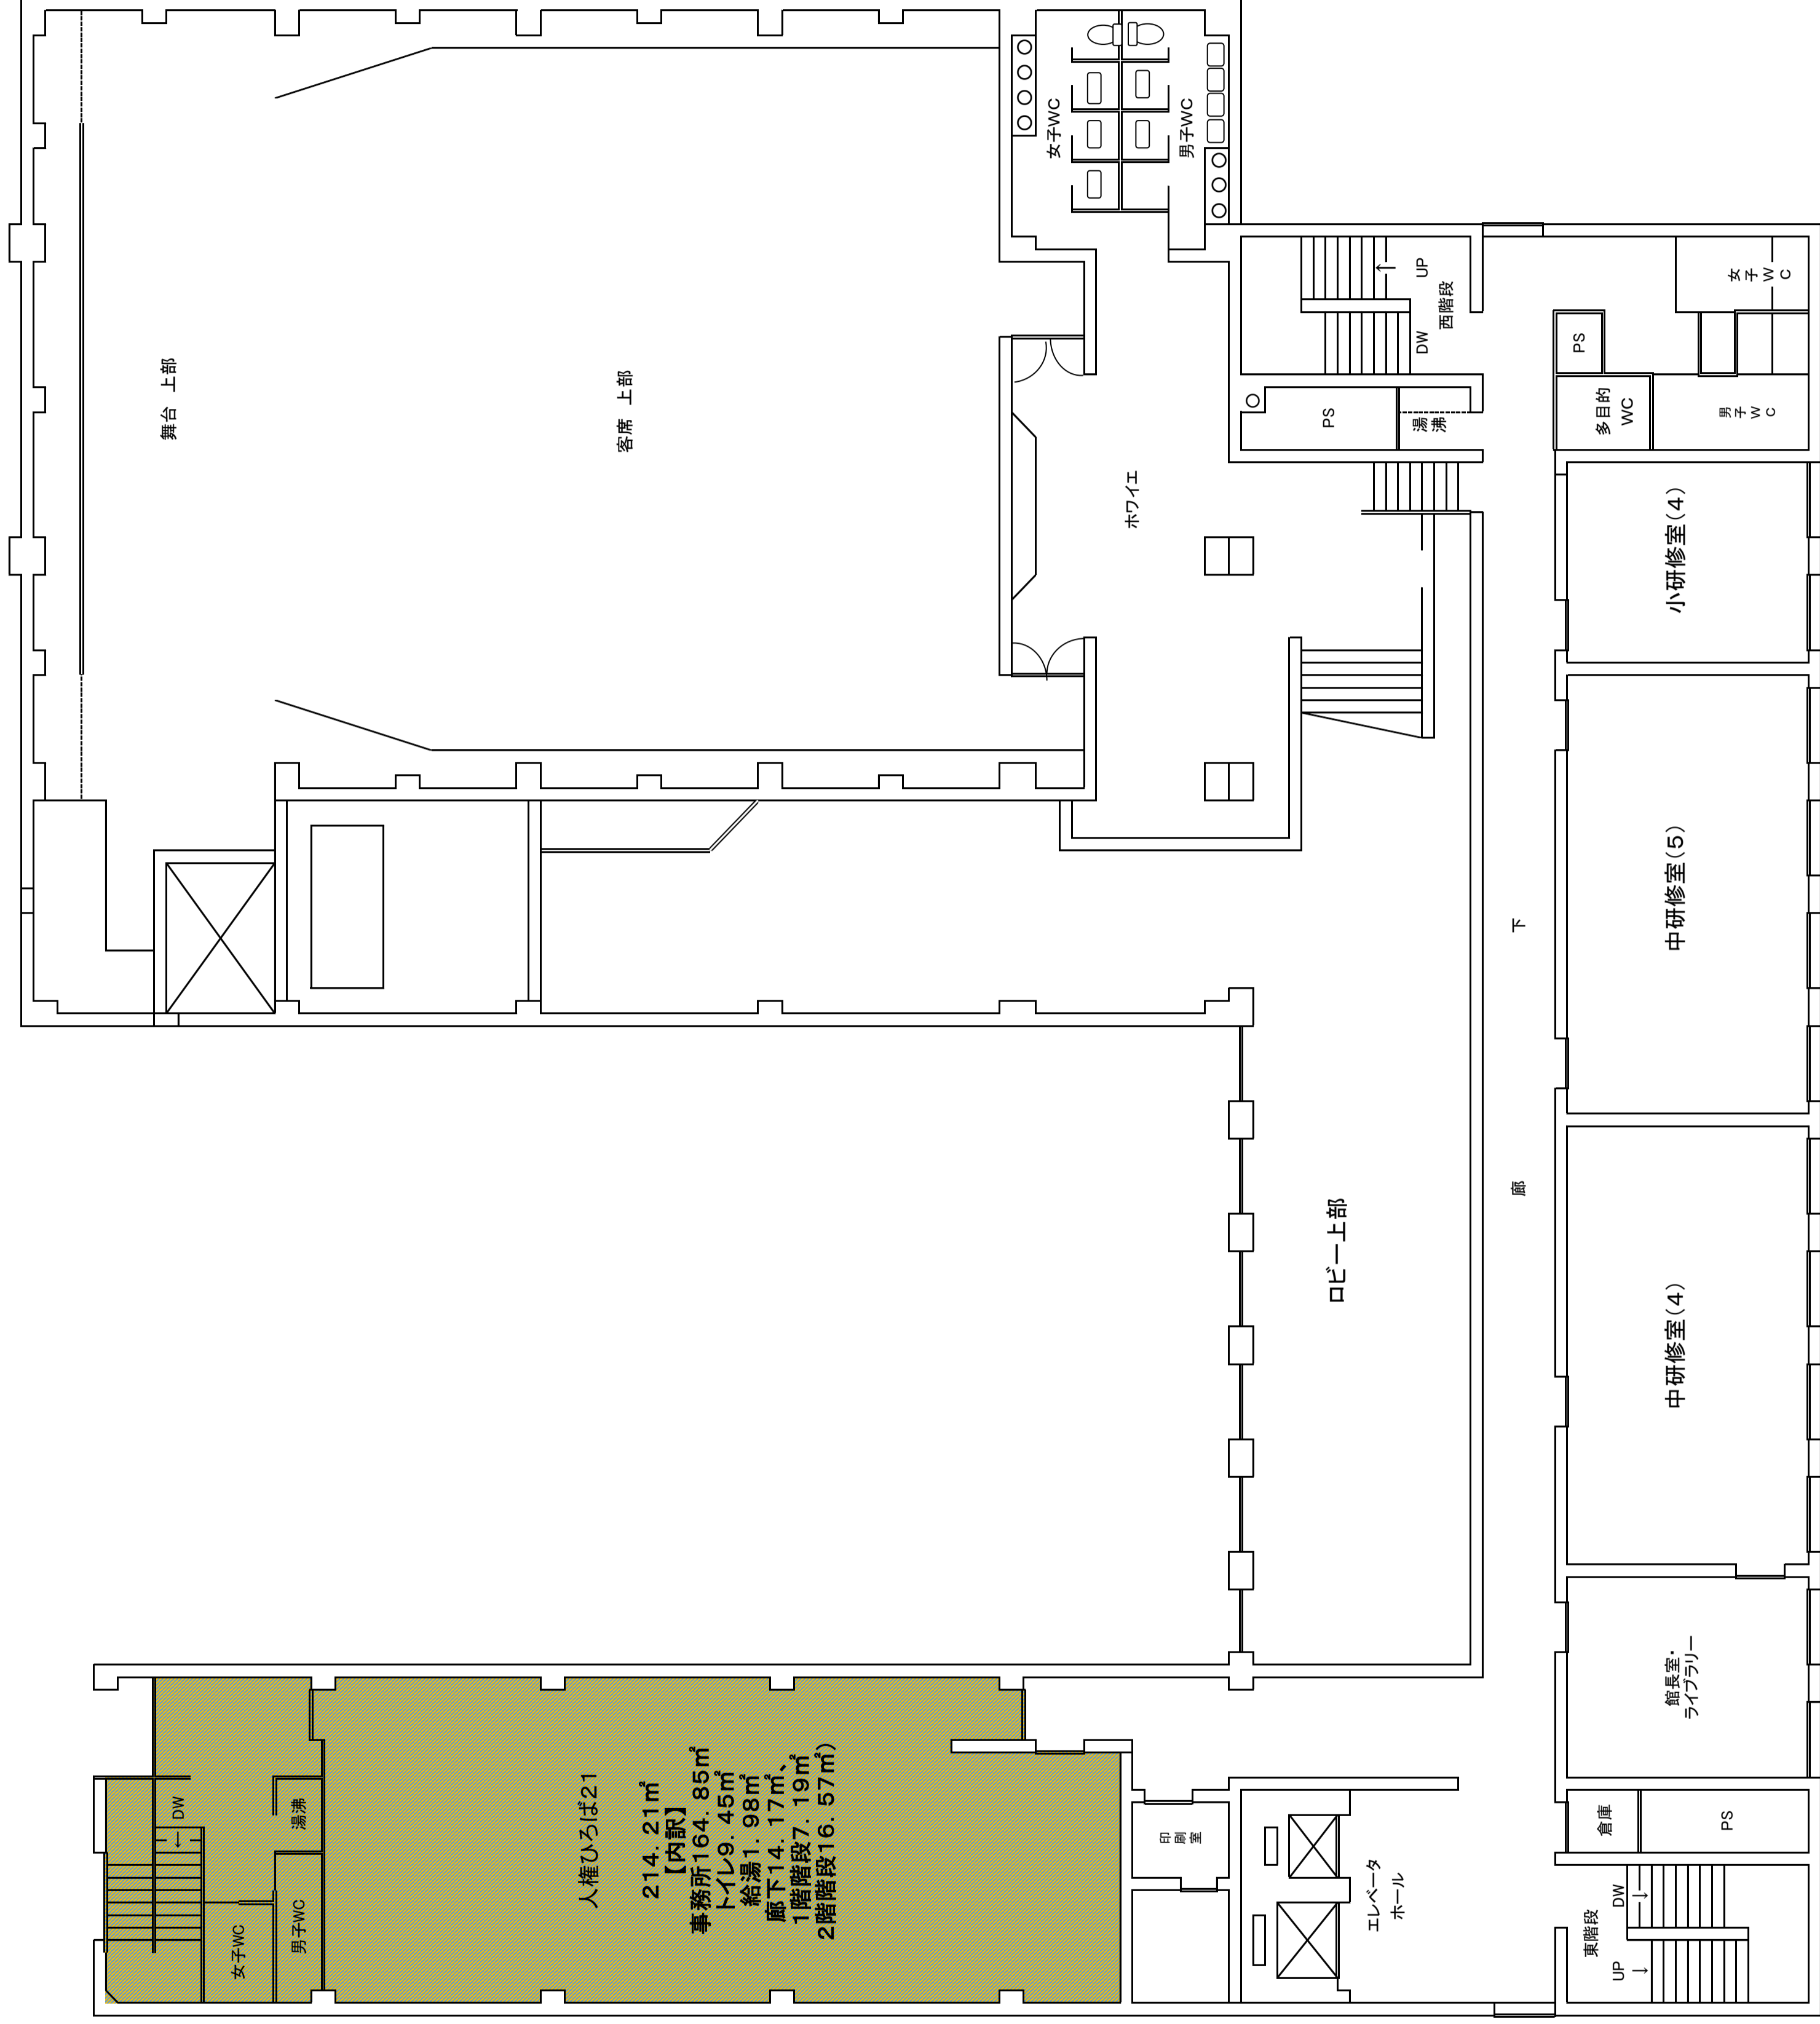 舞台 上部
客席 上部
女子WC
男子WC
ホワイエ
UP
DW
西階段
PS
湯沸
PS
多目的
WC
女子WC
男子WC
小研修室(4)
中研修室(5)
下
廊
ロビー上部
中研修室(4)
館長室・
ライブラリー
倉庫
PS
DW
UP
東階段
エレベータ
ホール
印刷室
人権ひろば21
214.21㎡
【内訳】
事務所164.85㎡
トイレ9.45㎡
給湯1.98㎡
廊下14.17㎡、
1階階段7.19㎡
2階階段16.57㎡)
DW
湯沸
女子WC
男子WC